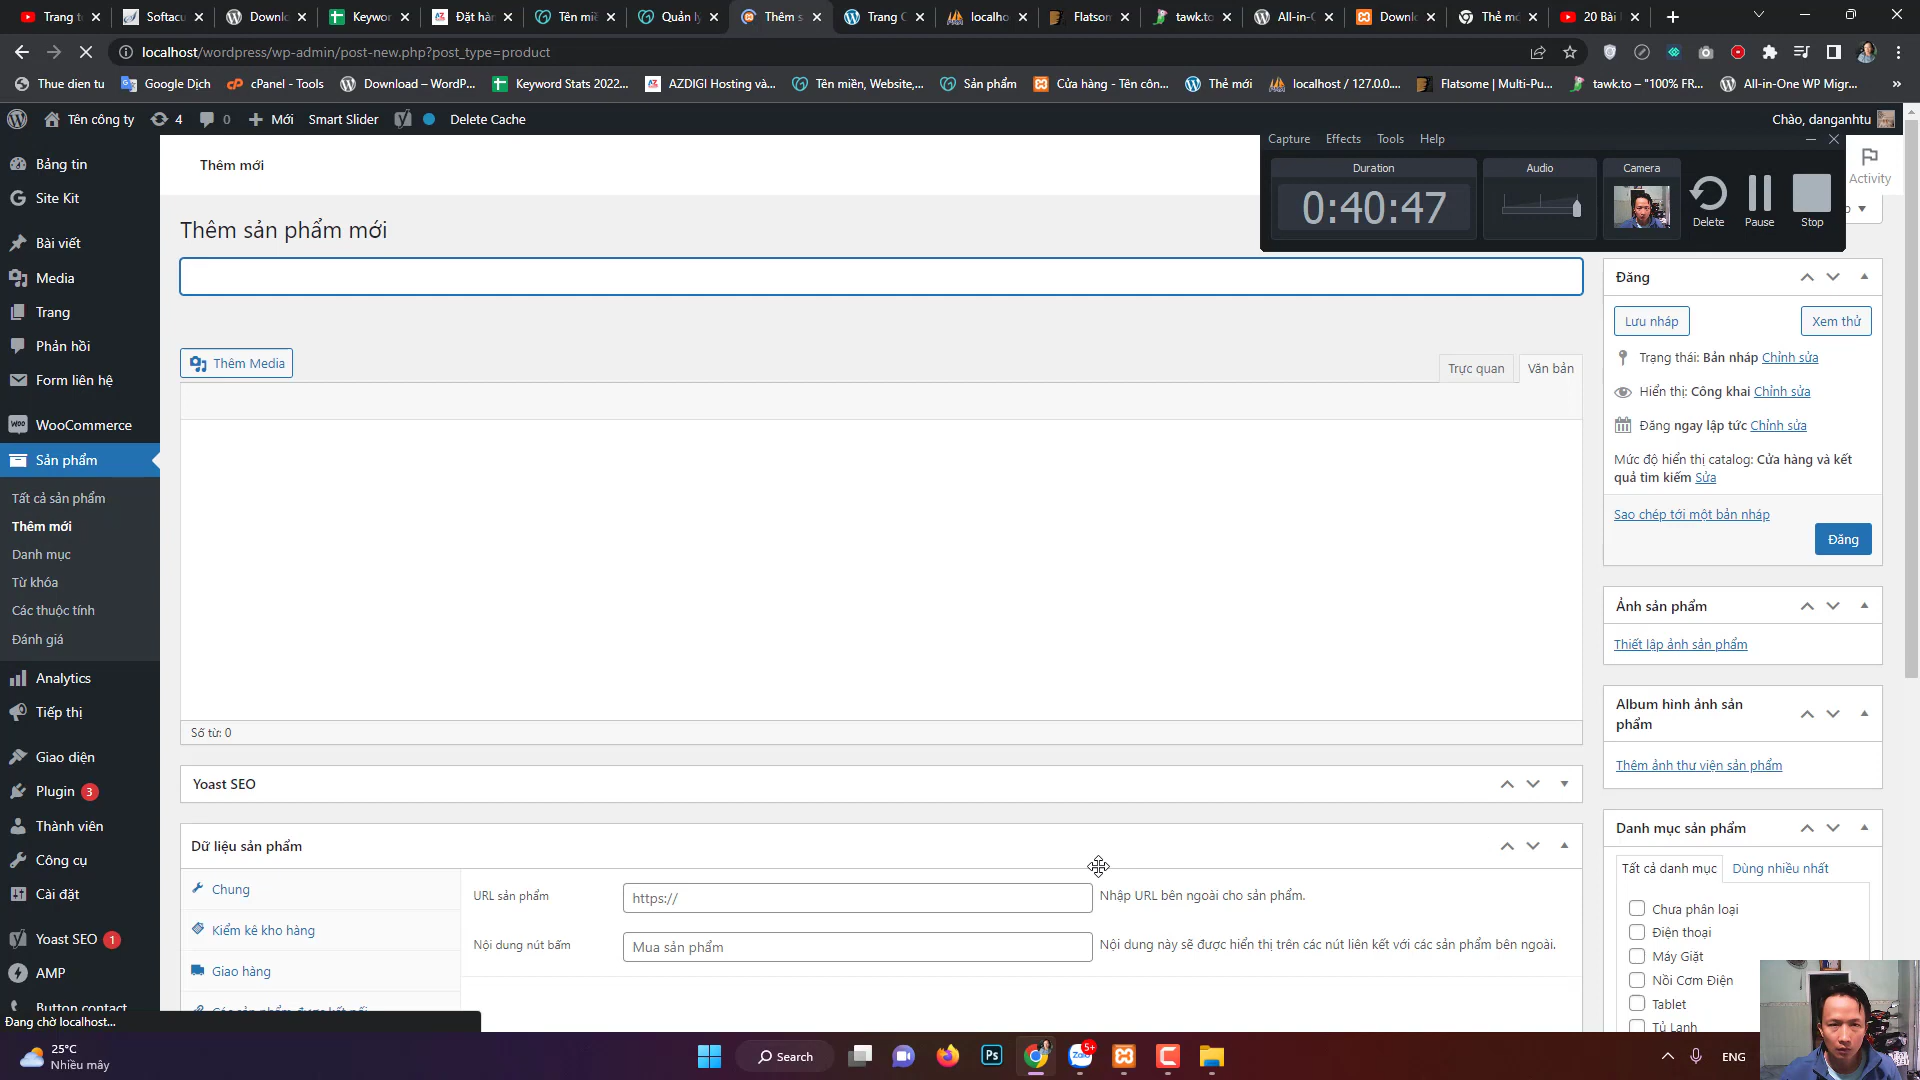 Trang t
Softacu
Downlo
Keywor
Đặt hàn
Tên mi
Quản lý
Thêm s
Trang C
localho
Flatsom
tawk.to
All-in-O
Downlo
Thẻ mớ
20 Bài
localhost/wordpress/wp-admin/post-new.php?post_type=product
Thue dien tu
Google Dịch
cPanel - Tools
Download – WordP...
Keyword Stats 2022...
AZDIGI Hosting và...
Tên miền, Website,...
Sản phẩm
Cửa hàng - Tên côn...
Thẻ mới
localhost / 127.0.0....
Flatsome | Multi-Pu...
tawk.to – "100% FR...
All-in-One WP Migr...
»
Tên công ty
4
0
Mới
Smart Slider
Delete Cache
Chào, danganhtu
Capture
Effects
Tools
Help
Duration
Audio
Camera
0:40:47
Delete
Pause
Stop
Activity
Bảng tin
Site Kit
Bài viết
Media
Trang
Phản hồi
Form liên hệ
WooCommerce
Sản phẩm
Tất cả sản phẩm
Thêm mới
Danh mục
Từ khóa
Các thuộc tính
Đánh giá
Analytics
Tiếp thị
Giao diện
Plugin 3
Thành viên
Công cụ
Cài đặt
Yoast SEO 1
AMP
Button contact
Đang chờ localhost...
Thêm mới
Thêm sản phẩm mới
Thêm Media
Trực quan
Văn bản
Số từ: 0
Yoast SEO
Dữ liệu sản phẩm
Chung
Kiểm kê kho hàng
Giao hàng
Các sản phẩm được kết nối
URL sản phẩm
https://
Nhập URL bên ngoài cho sản phẩm.
Nội dung nút bấm
Mua sản phẩm
Nội dung này sẽ được hiển thị trên các nút liên kết với các sản phẩm bên ngoài.
Đăng
Lưu nháp
Xem thử
Trạng thái: Bản nháp Chỉnh sửa
Hiển thị: Công khai Chỉnh sửa
Đăng ngay lập tức Chỉnh sửa
Mức độ hiển thị catalog: Cửa hàng và kết
quả tìm kiếm Sửa
Sao chép tới một bản nháp
Đăng
Ảnh sản phẩm
Thiết lập ảnh sản phẩm
Album hình ảnh sản
phẩm
Thêm ảnh thư viện sản phẩm
Danh mục sản phẩm
Tất cả danh mục
Dùng nhiều nhất
Chưa phân loại
Điện thoại
Máy Giặt
Nồi Cơm Điện
Tablet
Tủ Lạnh
25°C
Nhiều mây
Search
Ps
Zalo
5+
ENG